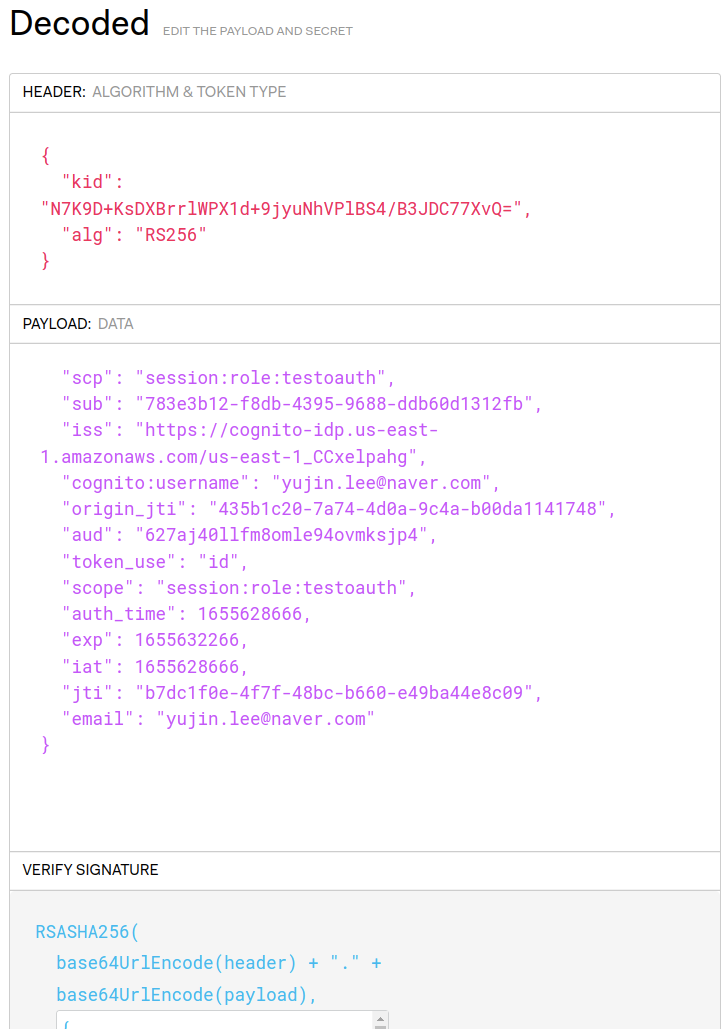 Decoded EDIT THE PAYLOAD AND SECRET
HEADER: ALGORITHM & TOKEN TYPE
{
"kid":
"N7K9D+KsDXBrrlWPX1d+9jyuNhVPlBS4/B3JDC77XvQ=",
"alg": "RS256"
}
PAYLOAD: DATA
"scp": "session:role:testoauth",
"sub": "783e3b12-f8db-4395-9688-ddb60d1312fb",
"iss": "https://cognito-idp.us-east-
1.amazonaws.com/us-east-1_CCxelpahg",
"cognito:username": "yujin.lee@naver.com",
"origin_jti": "435b1c20-7a74-4d0a-9c4a-b00da1141748",
"aud": "627aj40llfm8omle94ovmksjp4",
"token_use": "id",
"scope": "session:role:testoauth",
"auth_time": 1655628666,
"exp": 1655632266,
"iat": 1655628666,
"jti": "b7dc1f0e-4f7f-48bc-b660-e49ba44e8c09",
"email": "yujin.lee@naver.com"
}
VERIFY SIGNATURE
RSASHA256(
base64UrlEncode(header) + "." +
base64UrlEncode(payload),
{